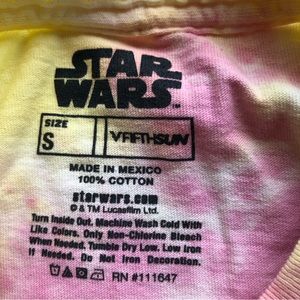 STAR
WARS
SIZE
S
VFIFTHSUN
MADE IN MEXICO
100% COTTON
starwars.com
© & TM Lucasfilm Ltd.
Turn Inside Out. Machine Wash Cold With
Like Colors. Only Non-Chlorine Bleach
When Needed. Tumble Dry Low. Low Iron
if Needed. Do Not Iron Decoration.
RN #111647